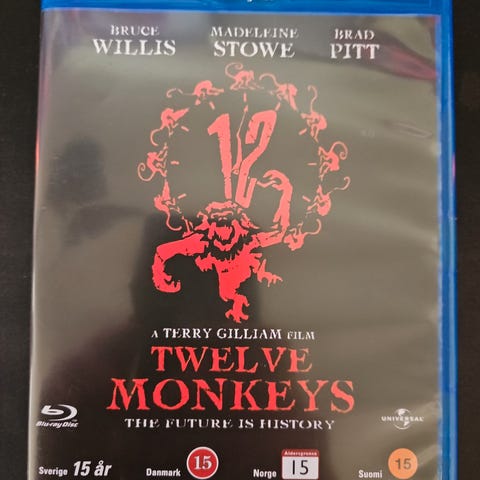 BRUCE WILLIS
MADELEINE STOWE
BRAD PITT
12
A TERRY GILLIAM FILM
TWELVE
MONKEYS
THE FUTURE IS HISTORY
Blu-ray Disc
UNIVERSAL
Sverige 15 år
Danmark 15
Norge Aldersgrense 15
Suomi 15